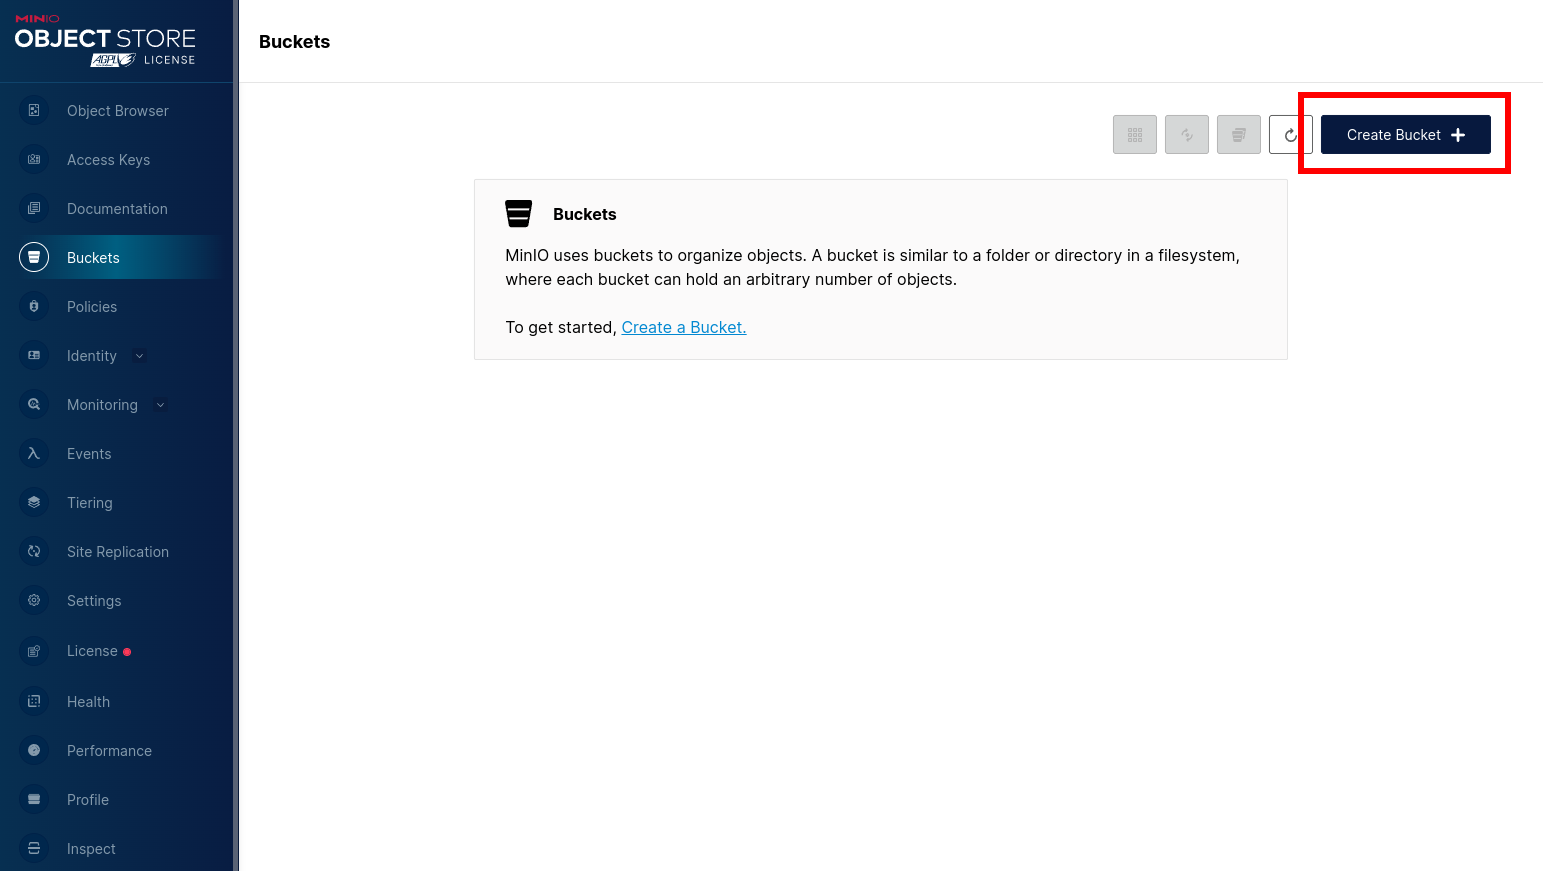 MINIO
OBJECT STORE
AGPL LICENSE
Object Browser
Access Keys
Documentation
Buckets
Policies
Identity
Monitoring
Events
Tiering
Site Replication
Settings
License
Health
Performance
Profile
Inspect
Buckets
Create Bucket
Buckets
MinIO uses buckets to organize objects. A bucket is similar to a folder or directory in a filesystem,
where each bucket can hold an arbitrary number of objects.
To get started, Create a Bucket.